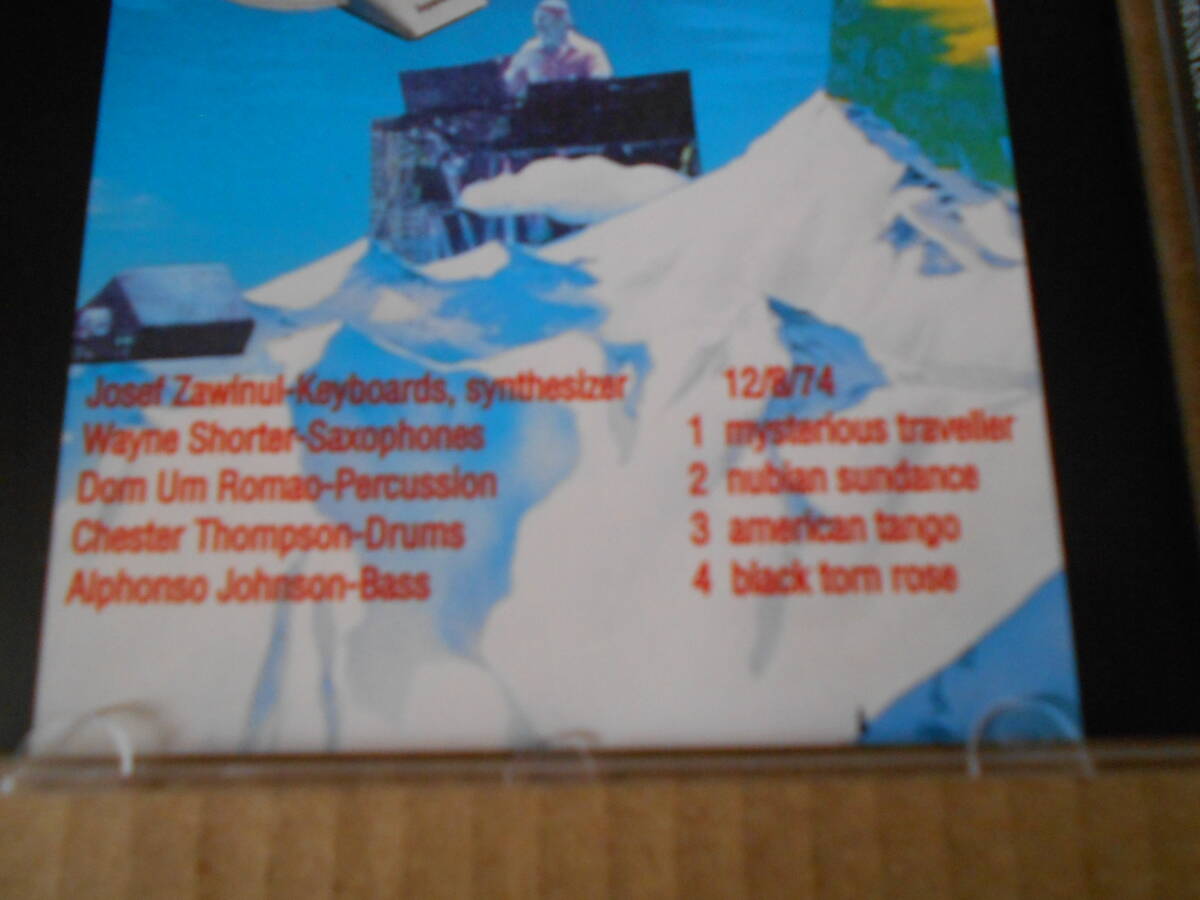 Josef Zawinul-Keyboards, synthesizer
Wayne Shorter-Saxophones
Dom Um Romao-Percussion
Chester Thompson-Drums
Alphonso Johnson-Bass
12/8/74
1 mysterious traveller
2 nubian sundance
3 american tango
4 black torn rose